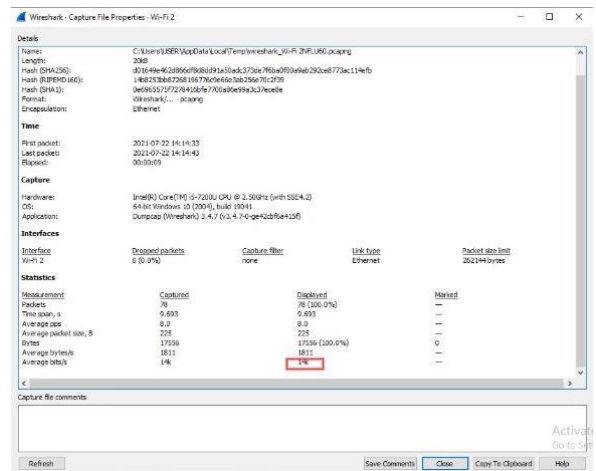 Wireshark · Capture File Properties · Wi-Fi 2
Details
Name: C:\Users\USER\AppData\Local\Temp\wireshark_Wi-Fi 2NFLU60.pcapng
Length: 20kB
Hash (SHA256):
Hash (RIPEMD160):
Hash (SHA1):
Format: Wireshark/... - pcapng
Encapsulation: Ethernet
Time
First packet: 2021-07-22 14:14:33
Last packet: 2021-07-22 14:14:43
Elapsed: 00:00:09
Capture
Hardware: Intel(R) Core(TM) i5-7200U CPU @ 2.50GHz (with SSE4.2)
OS: 64-bit Windows 10 (2004), build 19041
Application: Dumpcap (Wireshark) 3.4.7 (v3.4.7-0-ge42cbf6a415f)
Interfaces
Interface Dropped packets Capture filter Link type Packet size limit
Wi-Fi 2 0 (0.0%) none Ethernet 262144 bytes
Statistics
Measurement Captured Displayed Marked
Packets 78 78 (100.0%) —
Time span, s 9.693 9.693 —
Average pps 8.0 8.0 —
Average packet size, B 225 225 —
Bytes 17556 17556 (100.0%) 0
Average bytes/s 1811 1811 —
Average bits/s 14k 14k —
Capture file comments
Activate
Go to Set
Refresh Save Comments Close Copy To Clipboard Help